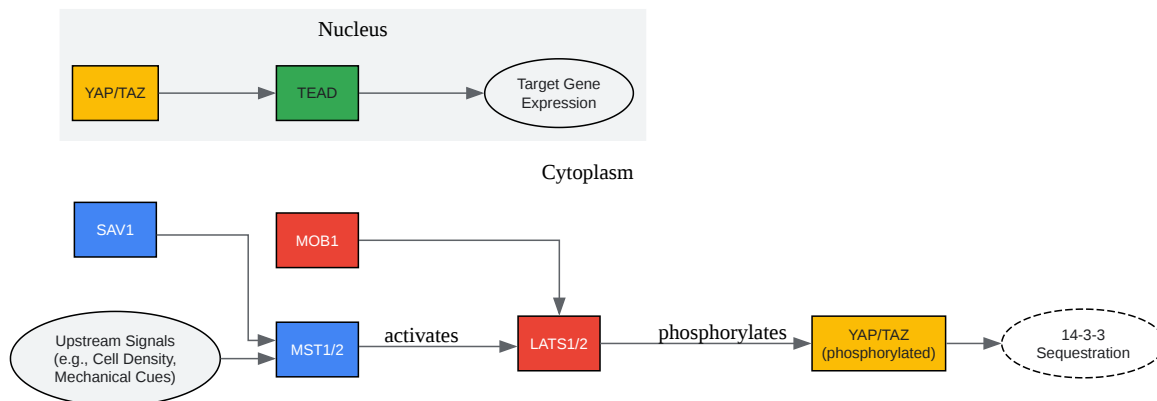 Nucleus
YAP/TAZ
TEAD
Target Gene
Expression
Cytoplasm
SAV1
MOB1
Upstream Signals
(e.g., Cell Density,
Mechanical Cues)
MST1/2
activates
LATS1/2
phosphorylates
YAP/TAZ
(phosphorylated)
14-3-3
Sequestration